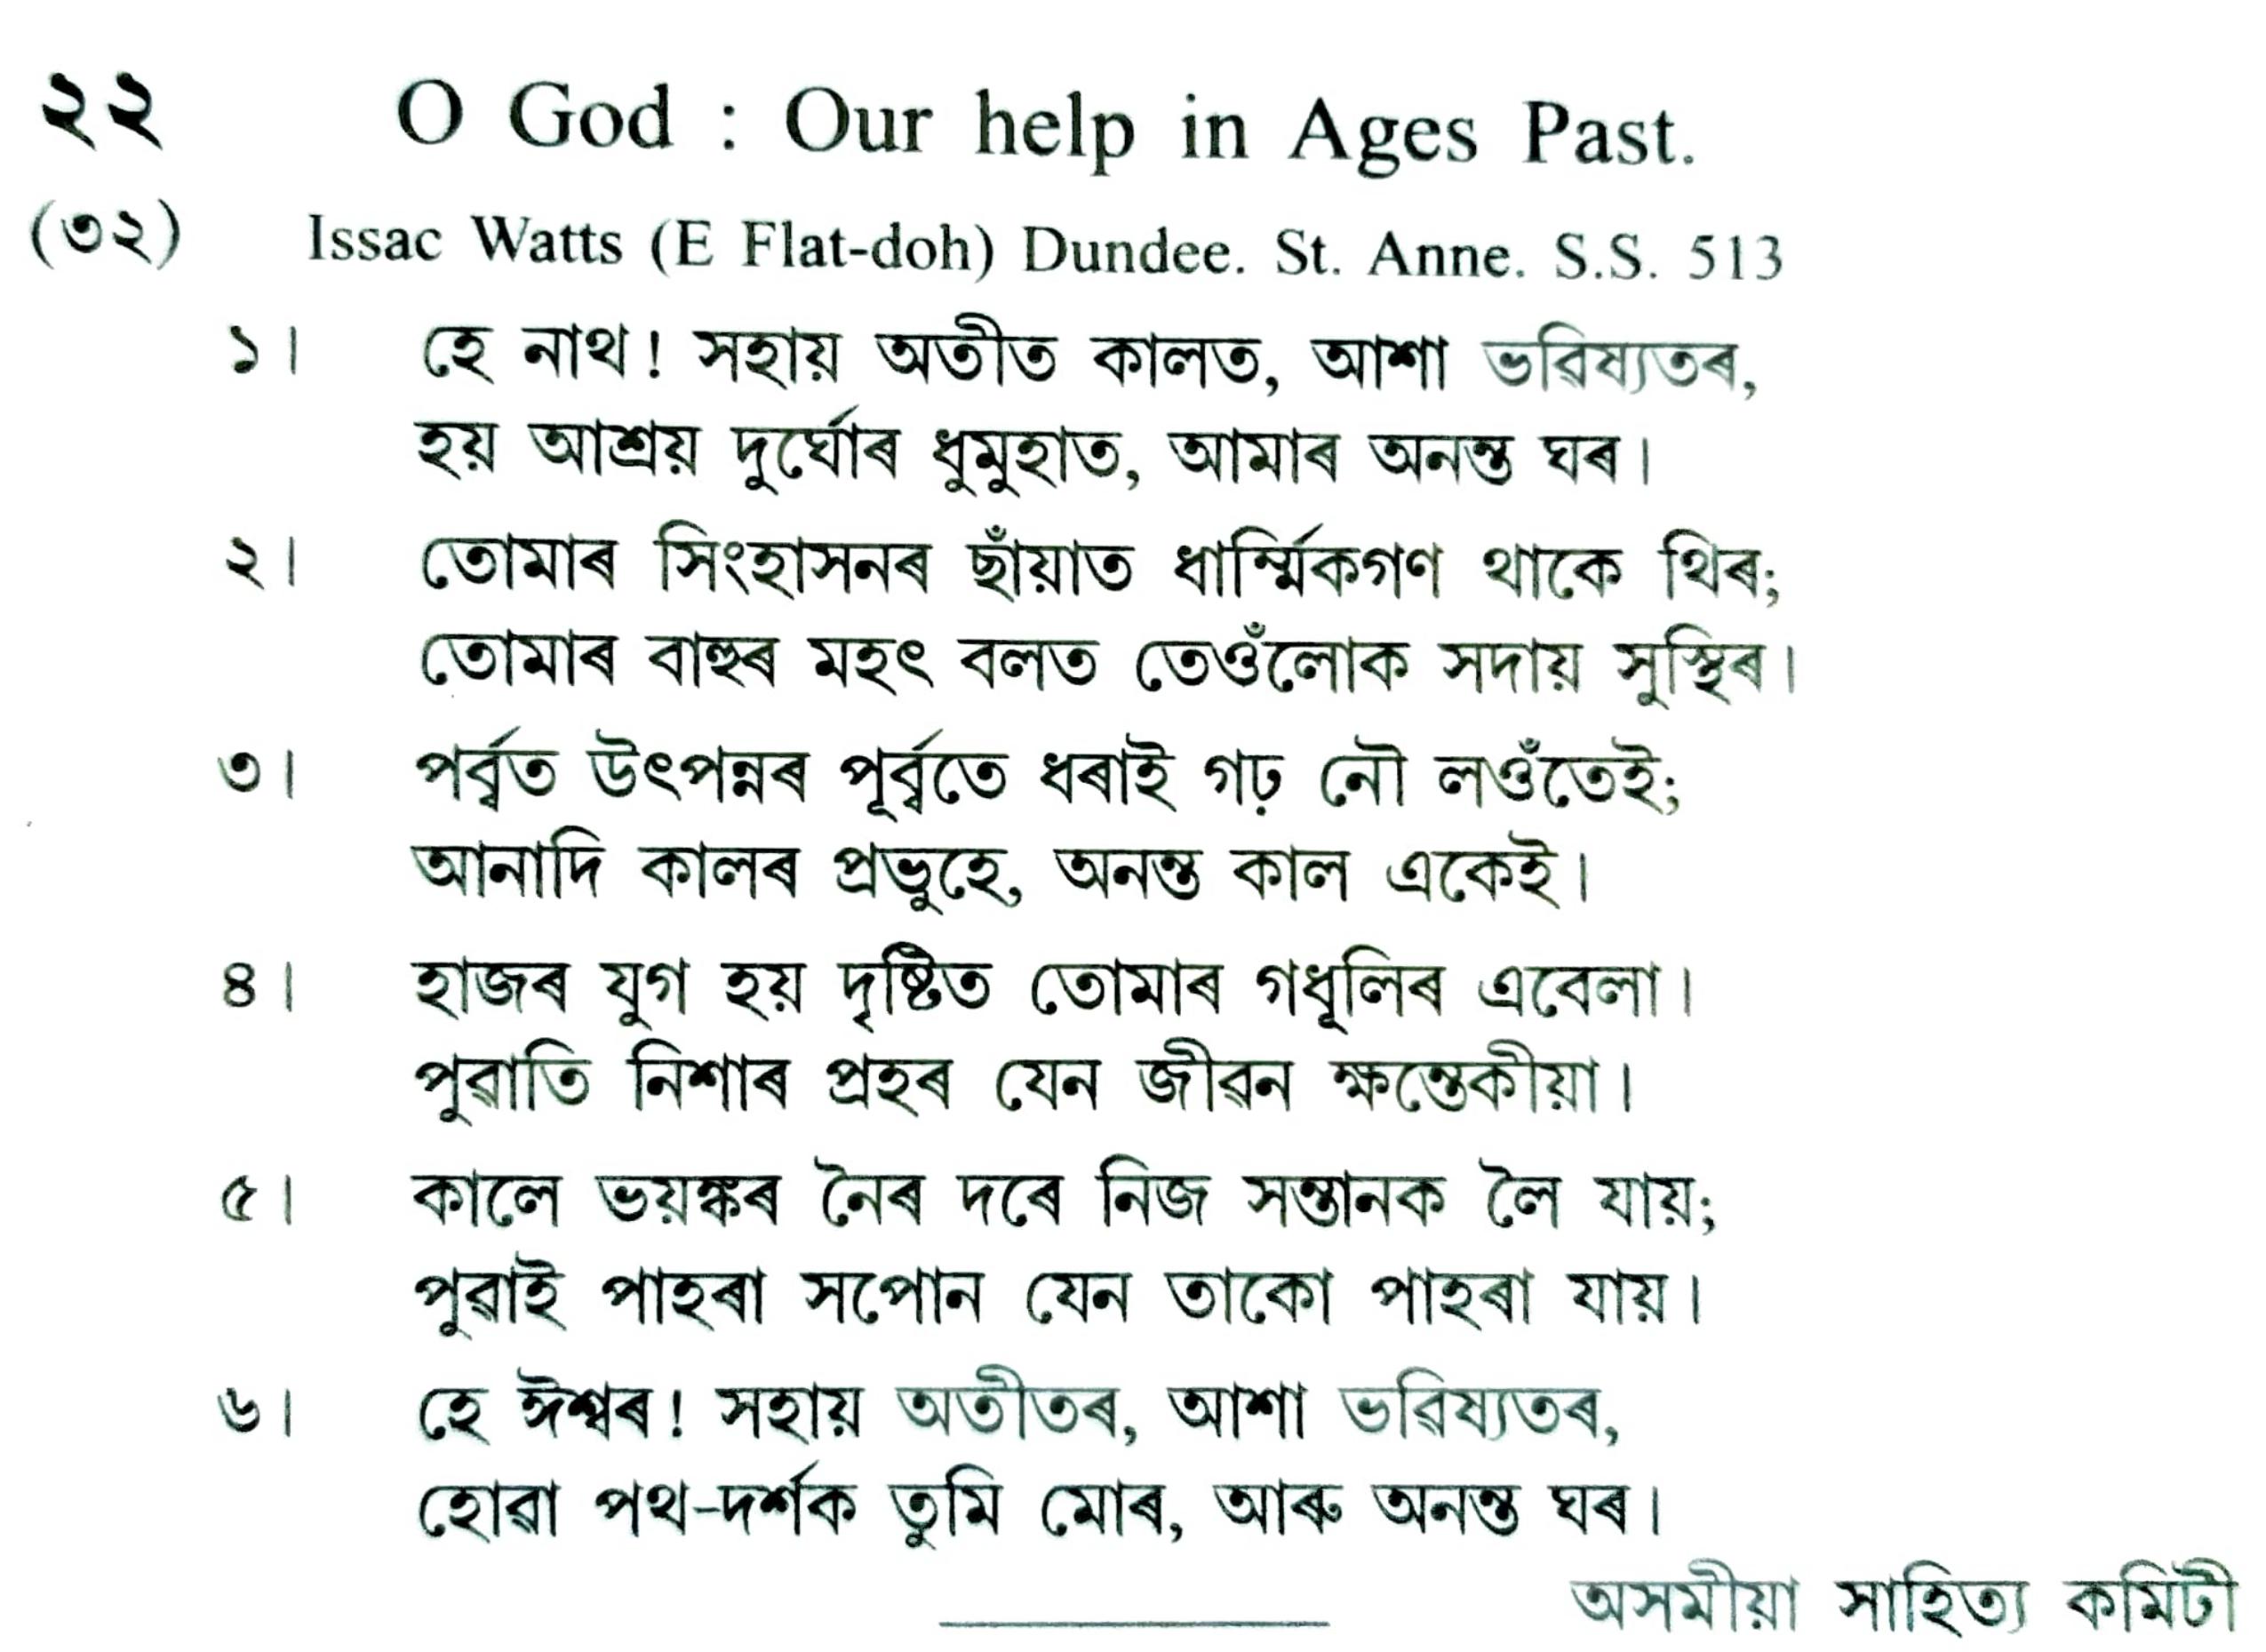 ২২ O God : Our help in Ages Past.
(৩২) Issac Watts (E Flat-doh) Dundee. St. Anne. S.S. 513
১। হে নাথ! সহায় অতীত কালত, আশা ভৱিষ্যতৰ,
হয় আশ্ৰয় দুৰ্ঘোৰ ধুমুহাত, আমাৰ অনন্ত ঘৰ।
২। তোমাৰ সিংহাসনৰ ছাঁয়াত ধাৰ্ম্মিকগণ থাকে থিৰ;
তোমাৰ বাহুৰ মহৎ বলত তেওঁলোক সদায় সুস্থিৰ।
৩। পৰ্ব্বত উৎপন্নৰ পূৰ্ব্বতে ধৰাই গঢ় নৌ লওঁতেই;
আনাদি কালৰ প্ৰভুহে, অনন্ত কাল একেই।
৪। হাজৰ যুগ হয় দৃষ্টিত তোমাৰ গধূলিৰ এবেলা।
পুৱাতি নিশাৰ প্ৰহৰ যেন জীৱন ক্ষন্তেকীয়া।
৫। কালে ভয়ঙ্কৰ নৈৰ দৰে নিজ সন্তানক লৈ যায়;
পুৱাই পাহৰা সপোন যেন তাকো পাহৰা যায়।
৬। হে ঈশ্বৰ! সহায় অতীতৰ, আশা ভৱিষ্যতৰ,
হোৱা পথ-দৰ্শক তুমি মোৰ, আৰু অনন্ত ঘৰ।
অসমীয়া সাহিত্য কমিটী